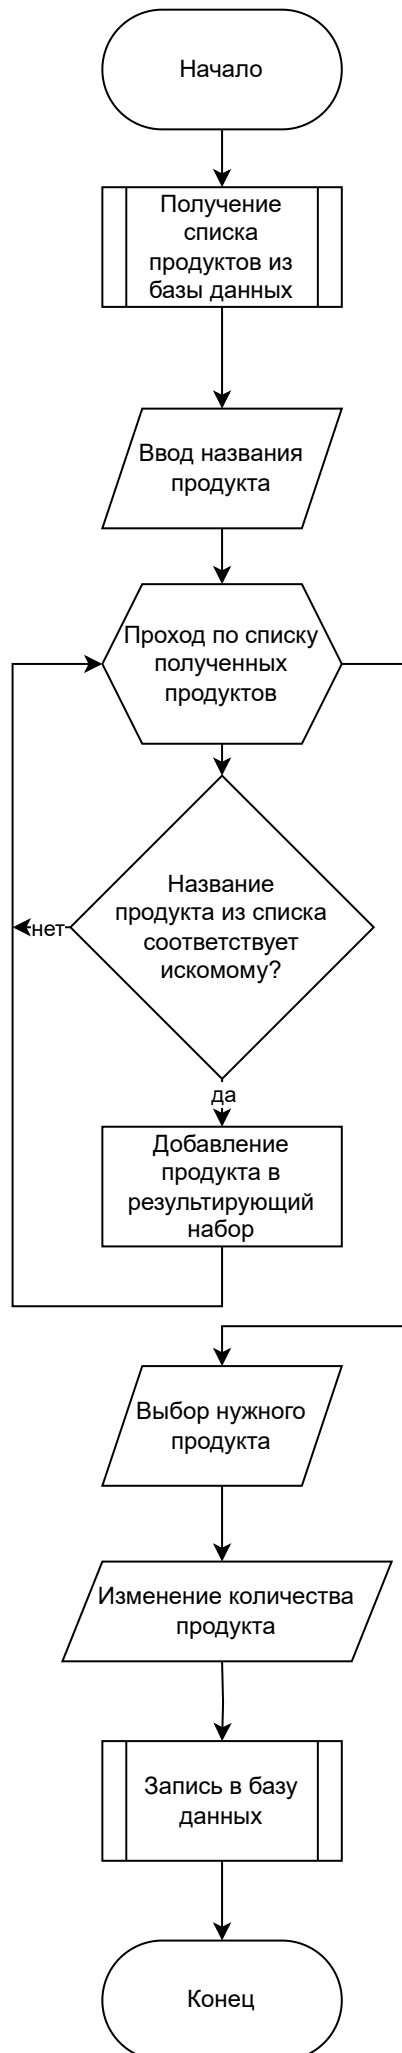 Начало
Получение
списка
продуктов из
базы данных
Ввод названия
продукта
Проход по списку
полученных
продуктов
Название
продукта из списка
соответствует
искомому?
нет
да
Добавление
продукта в
результирующий
набор
Выбор нужного
продукта
Изменение количества
продукта
Запись в базу
данных
Конец